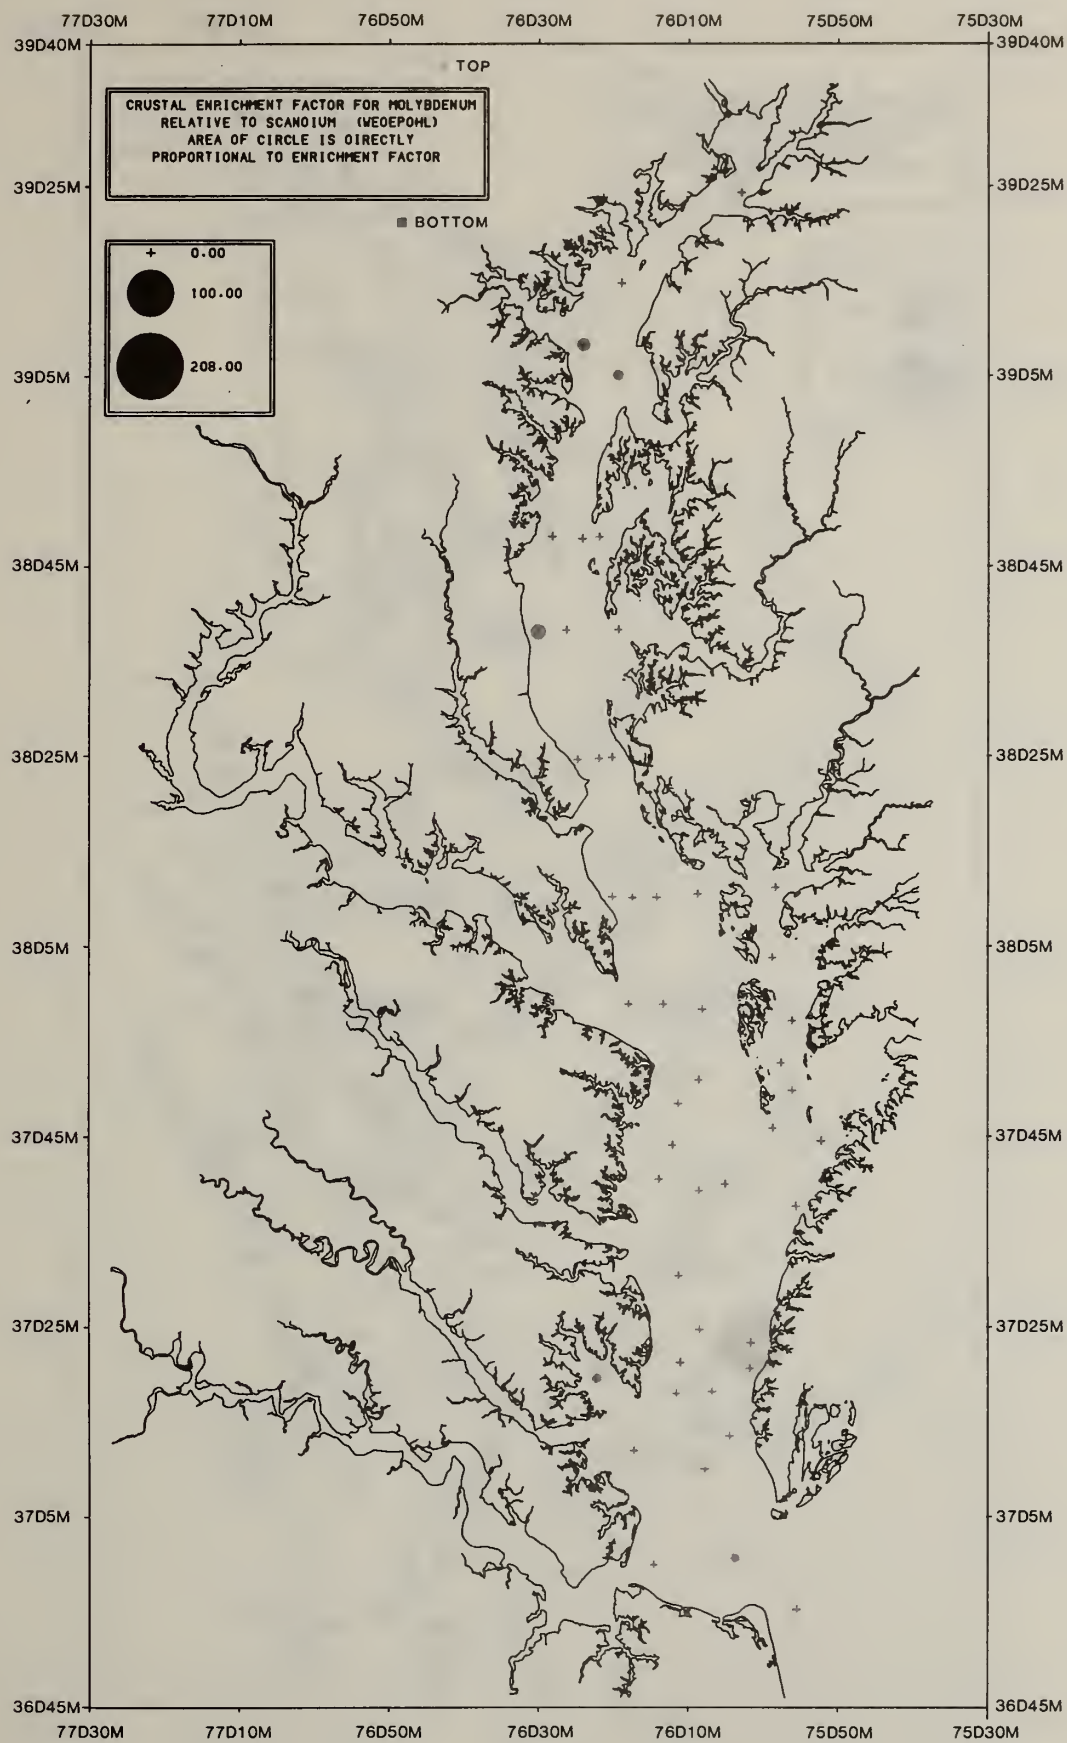 77D30M 77D10M 76D50M 76D30M 76D10M 75D50M 75D30M
39D40M 39D40M
TOP
CRUSTAL ENRICHMENT FACTOR FOR MOLYBDENUM
RELATIVE TO SCANDIUM (WEDEPOHL)
AREA OF CIRCLE IS DIRECTLY
PROPORTIONAL TO ENRICHMENT FACTOR
39D25M 39D25M
BOTTOM
+ 0.00
100.00
208.00
39D5M 39D5M
38D45M 38D45M
38D25M 38D25M
38D5M 38D5M
37D45M 37D45M
37D25M 37D25M
37D5M 37D5M
36D45M 36D45M
77D30M 77D10M 76D50M 76D30M 76D10M 75D50M 75D30M